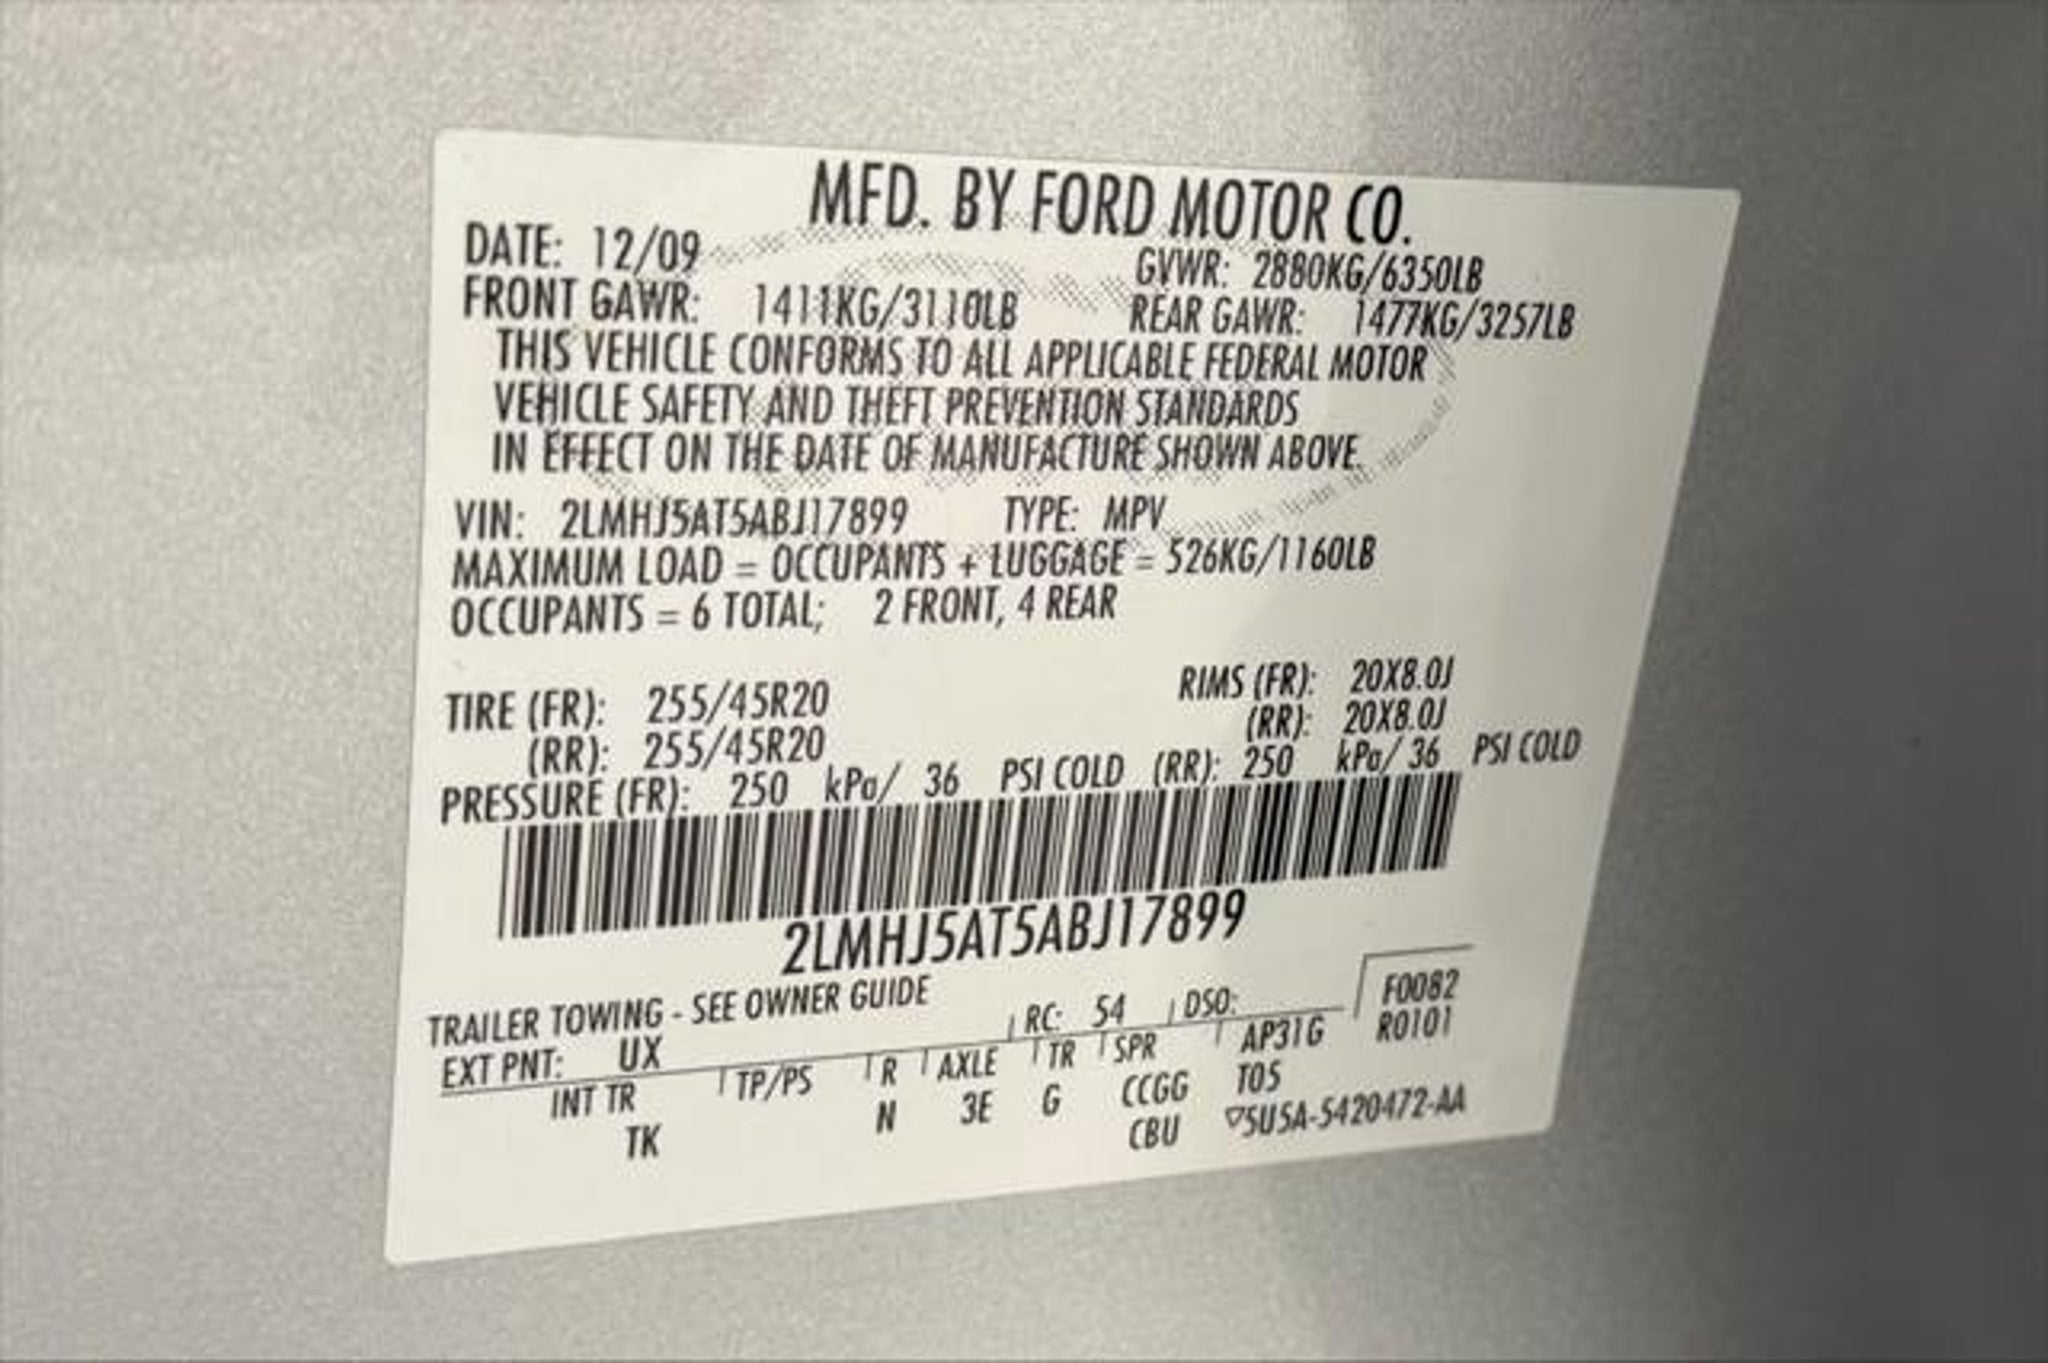 MFD. BY FORD MOTOR CO.
DATE: 12/09 GVWR: 2880KG/6350LB
FRONT GAWR: 1411KG/3110LB REAR GAWR: 1477KG/3257LB
THIS VEHICLE CONFORMS TO ALL APPLICABLE FEDERAL MOTOR
VEHICLE SAFETY AND THEFT PREVENTION STANDARDS
IN EFFECT ON THE DATE OF MANUFACTURE SHOWN ABOVE.
VIN: 2LMHJ5AT5ABJ17899 TYPE: MPV
MAXIMUM LOAD = OCCUPANTS + LUGGAGE = 526KG/1160LB
OCCUPANTS = 6 TOTAL; 2 FRONT, 4 REAR
TIRE (FR): 255/45R20 RIMS (FR): 20X8.0J
(RR): 255/45R20 (RR): 20X8.0J
PRESSURE (FR): 250 kPa/ 36 PSI COLD (RR): 250 kPa/ 36 PSI COLD
2LMHJ5AT5ABJ17899
TRAILER TOWING - SEE OWNER GUIDE
EXT PNT: UX RC: 54 DSO: F0082
R0101
INT TR TP/PS R AXLE TR SPR AP31G
TK N 3E G CCGG T05
CBU ▽5U5A-5420472-AA